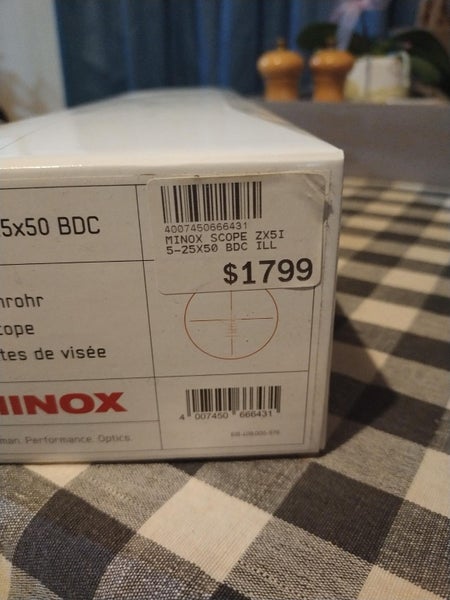 5x50 BDC
4007450666431
MINOX SCOPE ZX5I
5-25X50 BDC ILL
$1799
nrohr
cope
tes de visée
MINOX
man. Performance. Optics.
4 007450 666431